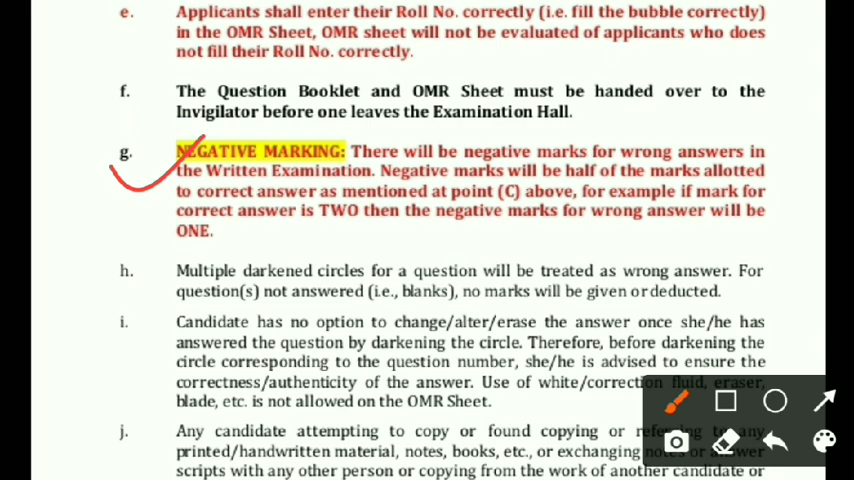 e. Applicants shall enter their Roll No. correctly (i.e. fill the bubble correctly)
in the OMR Sheet, OMR sheet will not be evaluated of applicants who does
not fill their Roll No. correctly.
f. The Question Booklet and OMR Sheet must be handed over to the
Invigilator before one leaves the Examination Hall.
g. NEGATIVE MARKING: There will be negative marks for wrong answers in
the Written Examination. Negative marks will be half of the marks allotted
to correct answer as mentioned at point (C) above, for example if mark for
correct answer is TWO then the negative marks for wrong answer will be
ONE.
h. Multiple darkened circles for a question will be treated as wrong answer. For
question(s) not answered (i.e., blanks), no marks will be given or deducted.
i. Candidate has no option to change/alter/erase the answer once she/he has
answered the question by darkening the circle. Therefore, before darkening the
circle corresponding to the question number, she/he is advised to ensure the
correctness/authenticity of the answer. Use of white/correction fluid, eraser,
blade, etc. is not allowed on the OMR Sheet.
j. Any candidate attempting to copy or found copying or referring to any
printed/handwritten material, notes, books, etc., or exchanging notes or answer
scripts with any other person or copying from the work of another candidate or